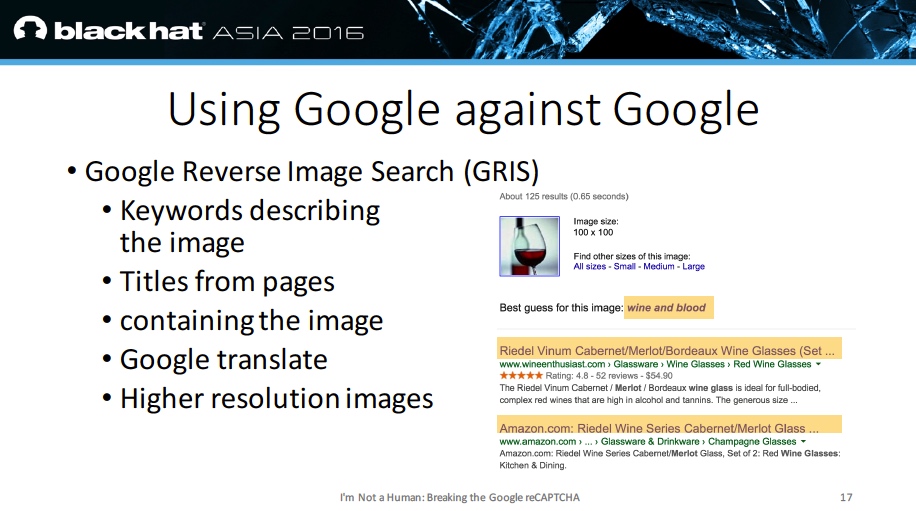 black hat ASIA 2016
Using Google against Google
• Google Reverse Image Search (GRIS)
• Keywords describing
the image
• Titles from pages
• containing the image
• Google translate
• Higher resolution images
About 125 results (0.65 seconds)
Image size:
100 x 100
Find other sizes of this image:
All sizes - Small - Medium - Large
Best guess for this image: wine and blood
Riedel Vinum Cabernet/Merlot/Bordeaux Wine Glasses (Set ...
www.wineenthusiast.com › Glassware › Wine Glasses › Red Wine Glasses
★★★★★ Rating: 4.8 - 52 reviews - $54.90
The Riedel Vinum Cabernet / Merlot / Bordeaux wine glass is ideal for full-bodied,
complex red wines that are high in alcohol and tannins. The generous size ...
Amazon.com: Riedel Wine Series Cabernet/Merlot Glass ...
www.amazon.com › ... › Glassware & Drinkware › Champagne Glasses
Amazon.com: Riedel Wine Series Cabernet/Merlot Glass, Set of 2: Red Wine Glasses:
Kitchen & Dining.
I'm Not a Human: Breaking the Google reCAPTCHA
17